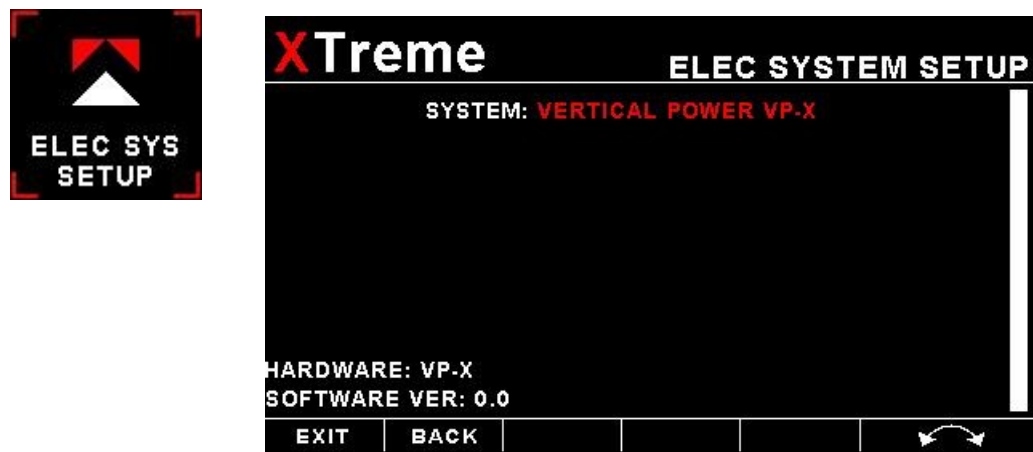 ELEC SYS
SETUP
XTreme
ELEC SYSTEM SETUP
SYSTEM: VERTICAL POWER VP-X
HARDWARE: VP-X
SOFTWARE VER: 0.0
EXIT BACK